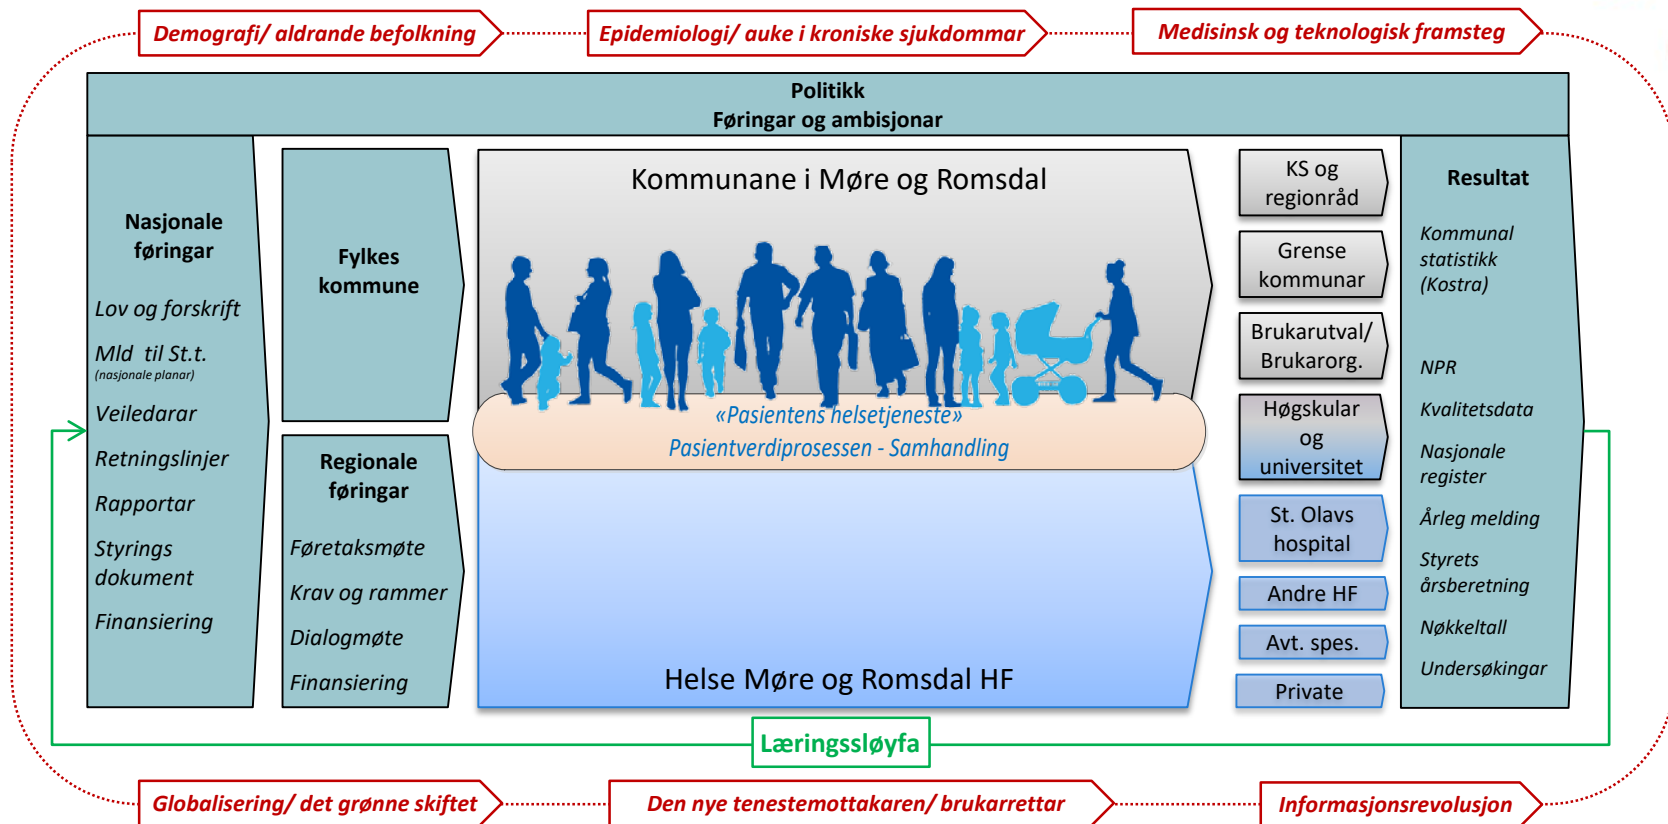 Demografi/ aldrande befolkning
Epidemiologi/ auke i kroniske sjukdommar
Medisinsk og teknologisk framsteg
Politikk
Føringar og ambisjonar
Nasjonale
føringar
Lov og forskrift
Mld til St.t.
(nasjonale planar)
Veiledarar
Retningslinjer
Rapportar
Styrings
dokument
Finansiering
Fylkes
kommune
Regionale
føringar
Føretaksmøte
Krav og rammer
Dialogmøte
Finansiering
Kommunane i Møre og Romsdal
«Pasientens helsetjeneste»
Pasientverdiprosessen - Samhandling
Helse Møre og Romsdal HF
KS og
regionråd
Grense
kommunar
Brukarutval/
Brukarorg.
Høgskular
og
universitet
St. Olavs
hospital
Andre HF
Avt. spes.
Private
Resultat
Kommunal
statistikk
(Kostra)
NPR
Kvalitetsdata
Nasjonale
register
Årleg melding
Styrets
årsberetning
Nøkkeltall
Undersøkingar
Læringssløyfa
Globalisering/ det grønne skiftet
Den nye tenestemottakaren/ brukarrettar
Informasjonsrevolusjon